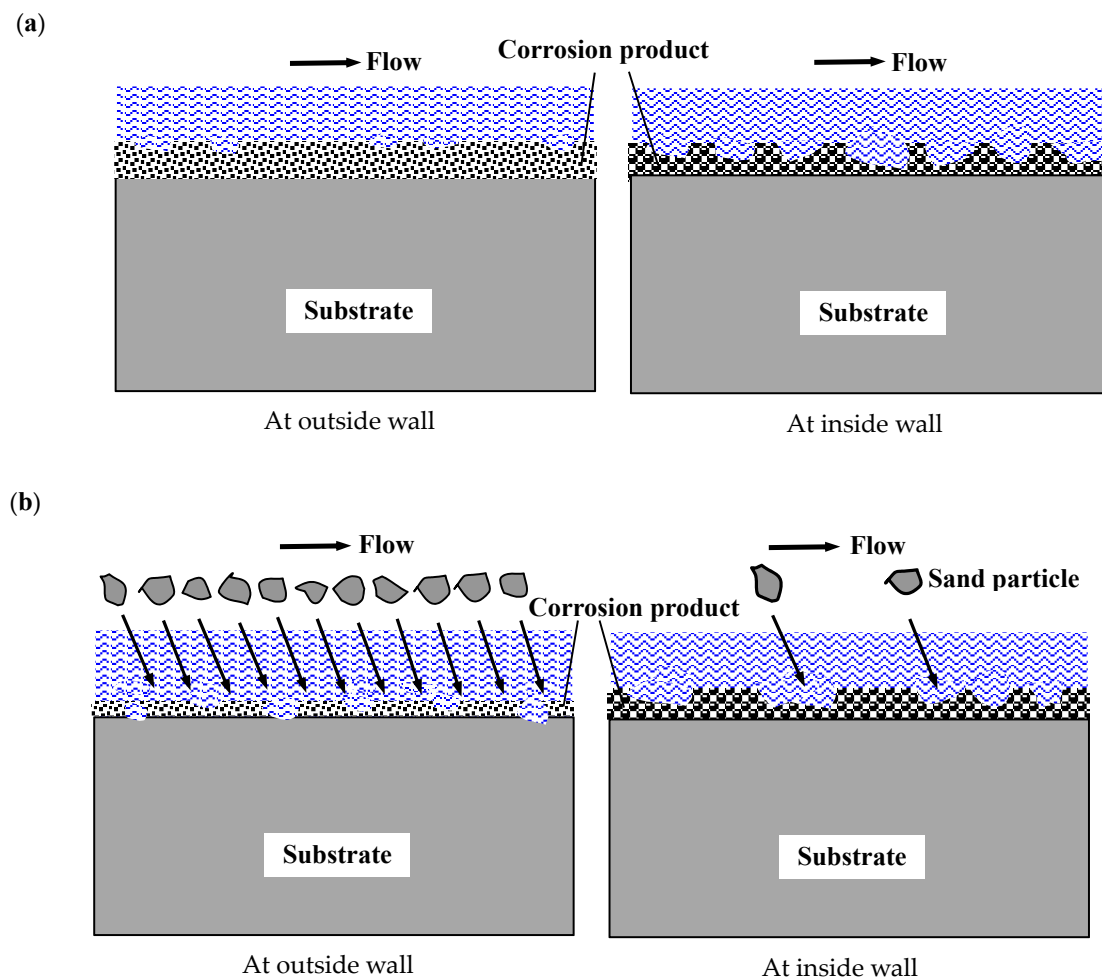 (a)
Corrosion product
Flow
Flow
Substrate
Substrate
At outside wall
At inside wall
(b)
Flow
Flow
Sand particle
Corrosion product
Substrate
Substrate
At outside wall
At inside wall